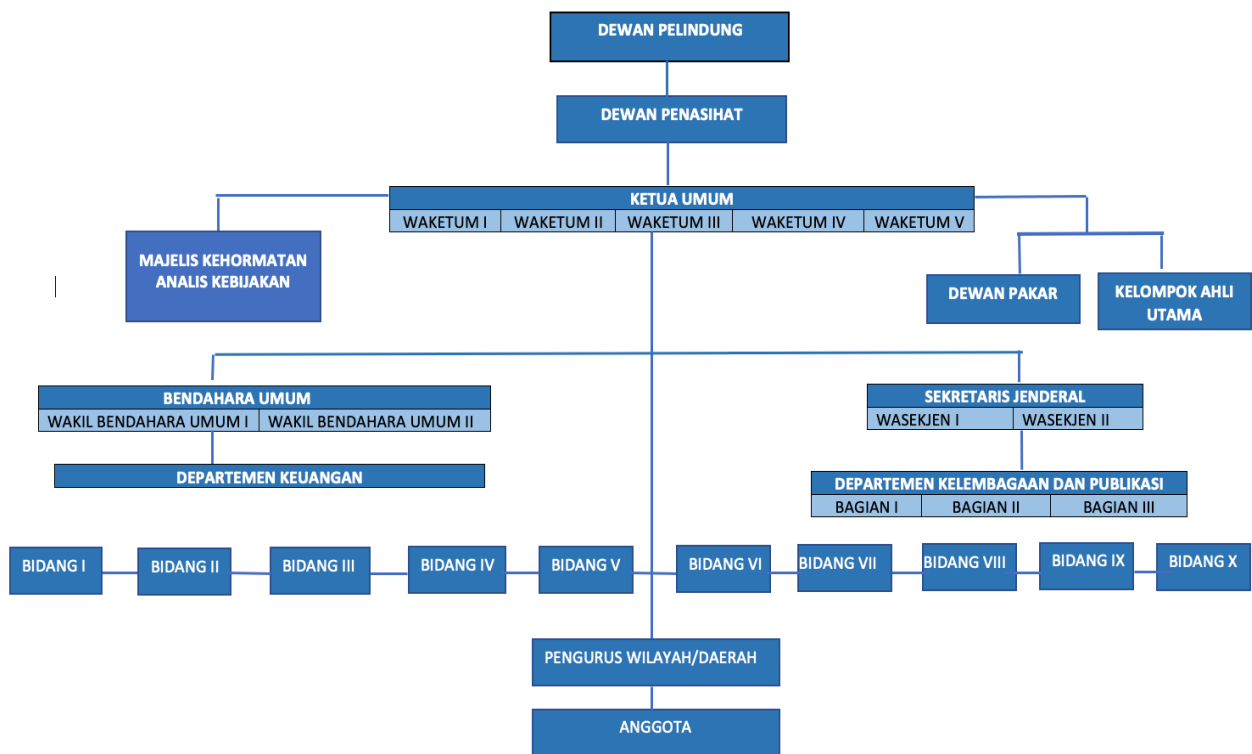 DEWAN PELINDUNG
DEWAN PENASIHAT
KETUA UMUM
WAKETUM I
WAKETUM II
WAKETUM III
WAKETUM IV
WAKETUM V
MAJELIS KEHORMATAN
ANALIS KEBIJAKAN
DEWAN PAKAR
KELOMPOK AHLI
UTAMA
BENDAHARA UMUM
WAKIL BENDAHARA UMUM I
WAKIL BENDAHARA UMUM II
SEKRETARIS JENDERAL
WASEKJEN I
WASEKJEN II
DEPARTEMEN KEUANGAN
DEPARTEMEN KELEMBAGAAN DAN PUBLIKASI
BAGIAN I
BAGIAN II
BAGIAN III
BIDANG I
BIDANG II
BIDANG III
BIDANG IV
BIDANG V
BIDANG VI
BIDANG VII
BIDANG VIII
BIDANG IX
BIDANG X
PENGURUS WILAYAH/DAERAH
ANGGOTA